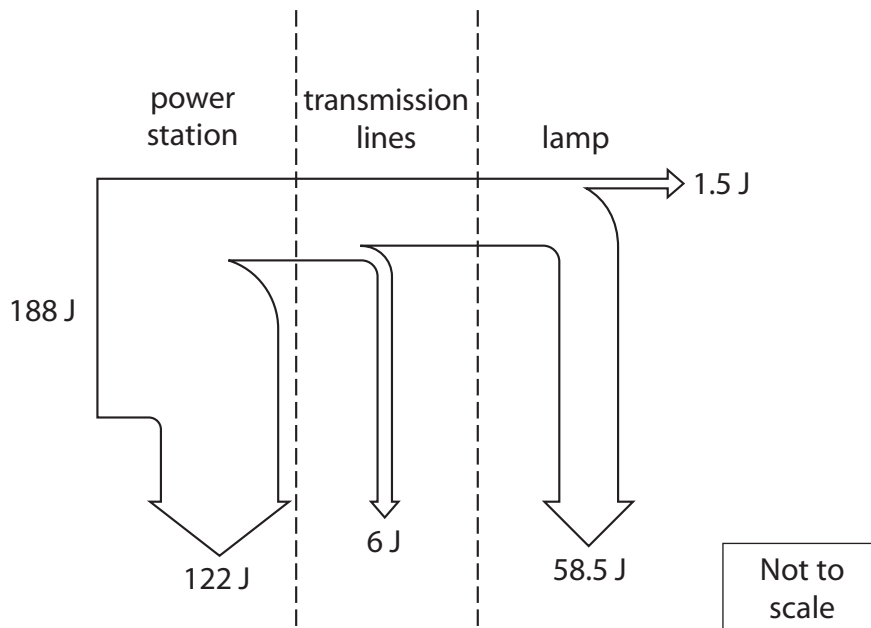 power
station
transmission
lines
lamp
1.5 J
188 J
122 J
6 J
58.5 J
Not to
scale